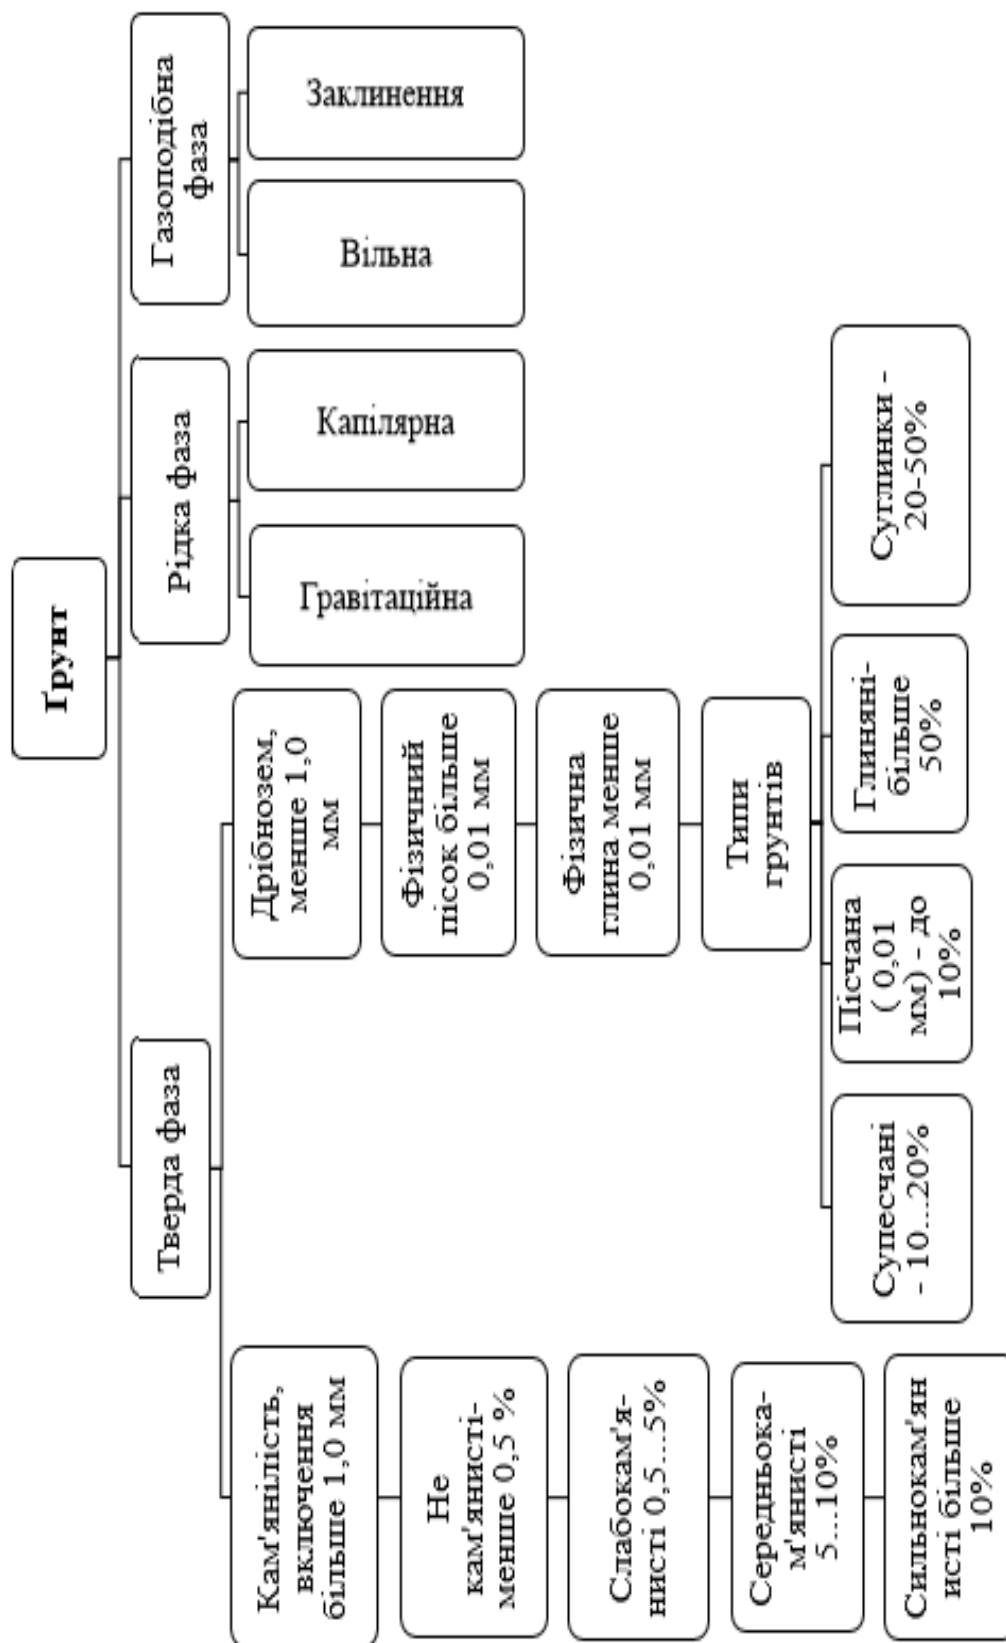 Ґрунт
Тверда фаза
Рідка фаза
Газоподібна
фаза
Кам'янілість,
включення
більше 1,0 мм
Не
кам'янисті-
менше 0,5 %
Слабокам'я-
нисті 0,5...5%
Середньока-
м'янисті
5...10%
Сильнокам'ян
исті більше
10%
Дрібнозем,
менше 1,0
мм
Фізичний
пісок більше
0,01 мм
Фізична
глина менше
0,01 мм
Типи
грунтів
Супесчані
- 10...20%
Пісчана
( 0,01
мм) - до
10%
Глиняні-
більше
50%
Суглинки -
20-50%
Гравітаційна
Капілярна
Вільна
Заклинення